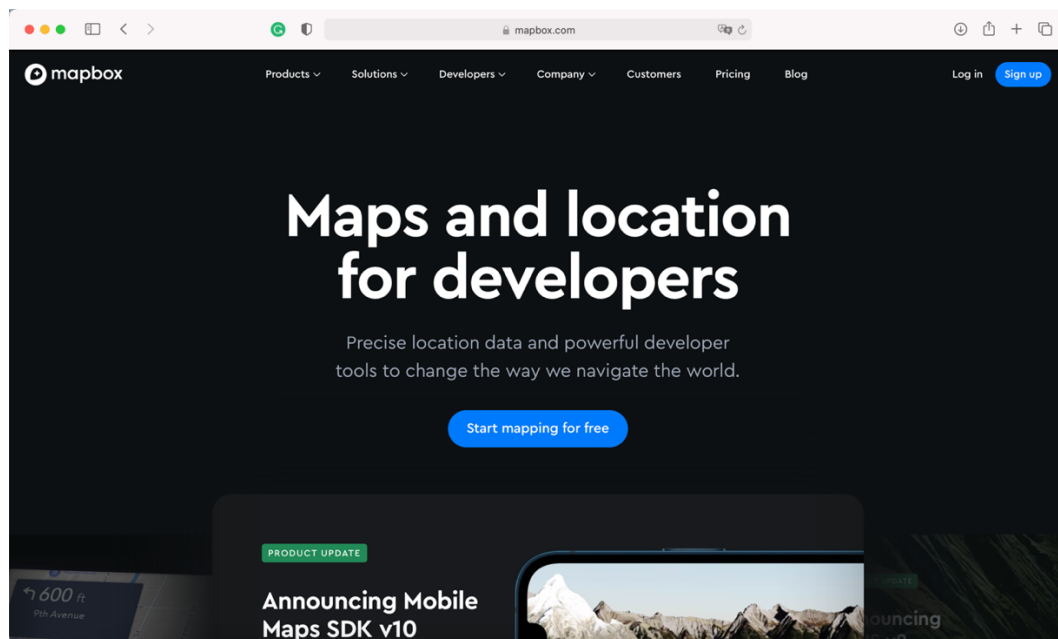 mapbox.com
mapbox
Products Solutions Developers Company Customers Pricing Blog Log in Sign up
Maps and location
for developers
Precise location data and powerful developer
tools to change the way we navigate the world.
Start mapping for free
PRODUCT UPDATE
Announcing Mobile
Maps SDK v10
600 ft
9th Avenue
UPDATE
ouncing